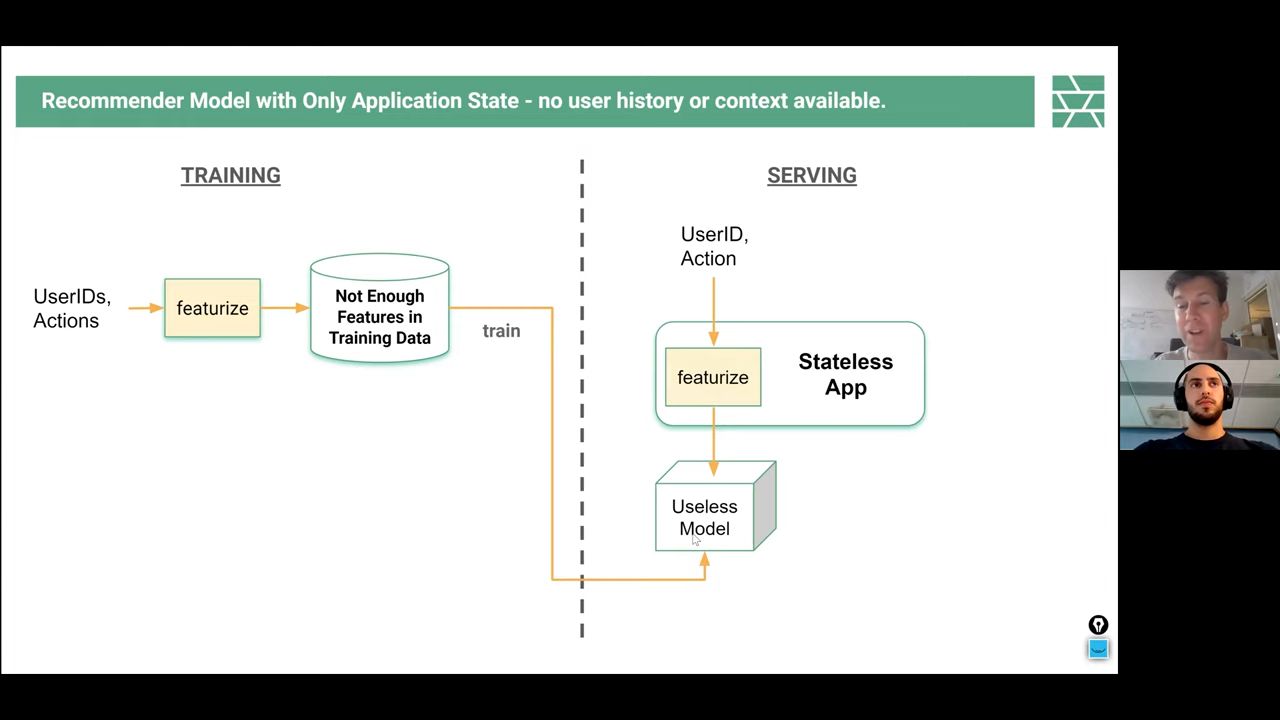 Recommender Model with Only Application State - no user history or context available.
TRAINING
UserIDs,
Actions
featurize
Not Enough
Features in
Training Data
train
SERVING
UserID,
Action
featurize
Stateless
App
Useless
Model